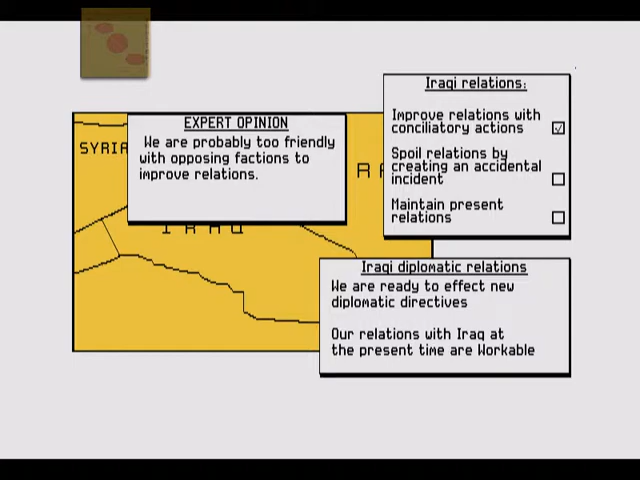 Iraqi relations:
Improve relations with
conciliatory actions
Spoil relations by
creating an accidental
incident
Maintain present
relations
EXPERT OPINION
We are probably too friendly
with opposing factions to
improve relations.
SYRIA
IRAQ
Iraqi diplomatic relations
We are ready to effect new
diplomatic directives
Our relations with Iraq at
the present time are Workable